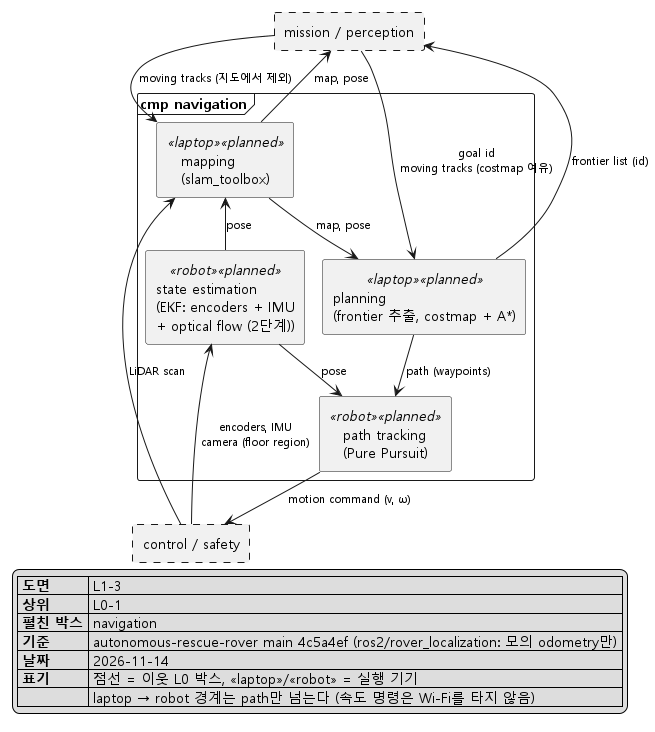 mission / perception
moving tracks (지도에서 제외)
map, pose
cmp navigation
«laptop»«planned»
mapping
(slam_toolbox)
goal id
moving tracks (costmap 여유)
frontier list (id)
pose
map, pose
«robot»«planned»
state estimation
(EKF: encoders + IMU
+ optical flow (2단계))
«laptop»«planned»
planning
(frontier 추출, costmap + A*)
LiDAR scan
pose
path (waypoints)
encoders, IMU
camera (floor region)
«robot»«planned»
path tracking
(Pure Pursuit)
motion command (v, ω)
control / safety
도면 L1-3
상위 L0-1
펼친 박스 navigation
기준 autonomous-rescue-rover main 4c5a4ef (ros2/rover_localization: 모의 odometry만)
날짜 2026-11-14
표기 점선 = 이웃 L0 박스, «laptop»/«robot» = 실행 기기
laptop → robot 경계는 path만 넘는다 (속도 명령은 Wi-Fi를 타지 않음)